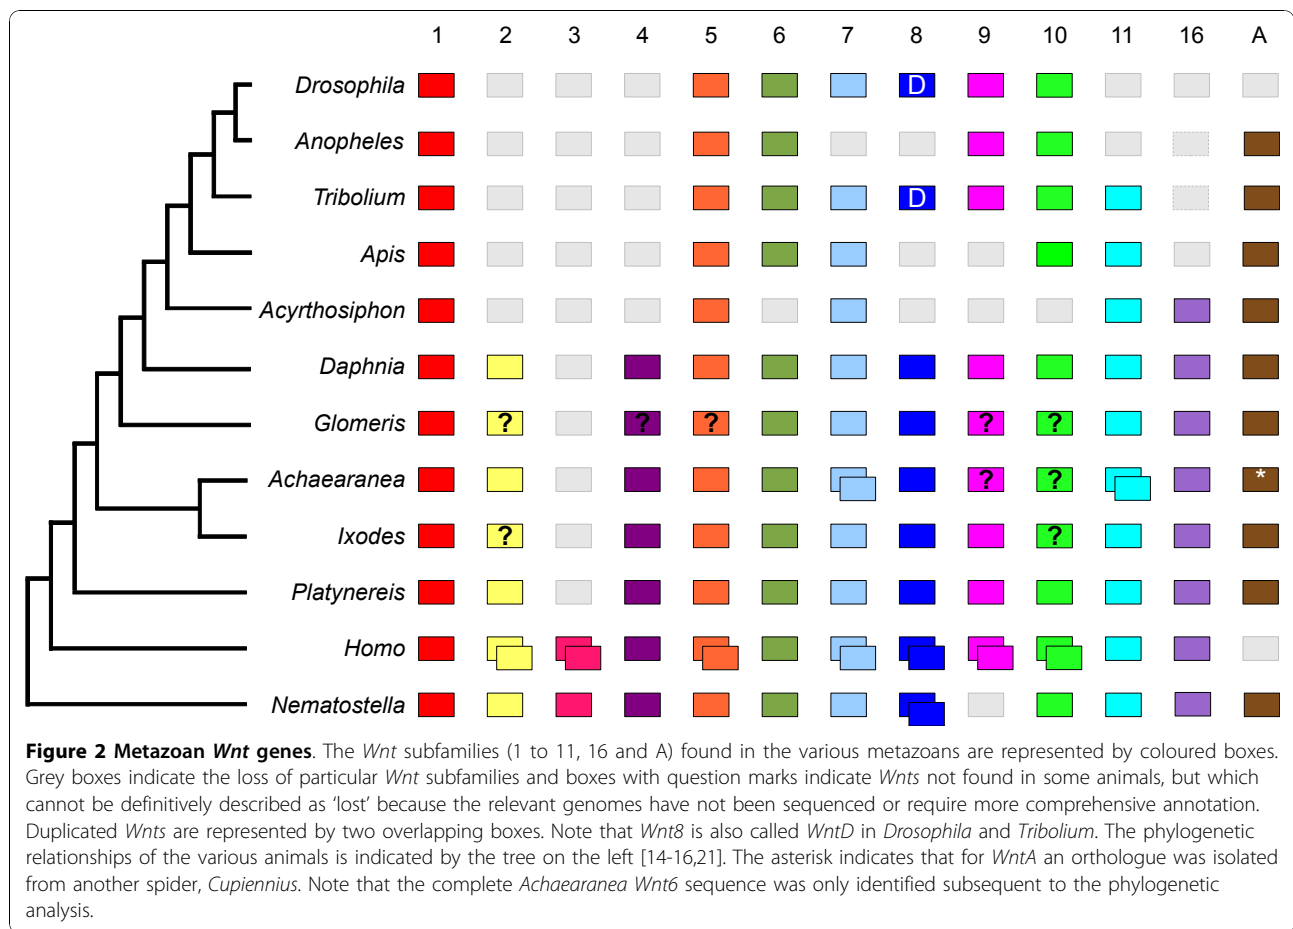 1 2 3 4 5 6 7 8 9 10 11 16 A
Drosophila D
Anopheles
Tribolium D
Apis
Acyrthosiphon
Daphnia
Glomeris ? ? ? ? ?
Achaearanea ? ? *
Ixodes ? ?
Platynereis
Homo
Nematostella
Figure 2 Metazoan Wnt genes. The Wnt subfamilies (1 to 11, 16 and A) found in the various metazoans are represented by coloured boxes.
Grey boxes indicate the loss of particular Wnt subfamilies and boxes with question marks indicate Wnts not found in some animals, but which
cannot be definitively described as ‘lost’ because the relevant genomes have not been sequenced or require more comprehensive annotation.
Duplicated Wnts are represented by two overlapping boxes. Note that Wnt8 is also called WntD in Drosophila and Tribolium. The phylogenetic
relationships of the various animals is indicated by the tree on the left [14-16,21]. The asterisk indicates that for WntA an orthologue was isolated
from another spider, Cupiennius. Note that the complete Achaearanea Wnt6 sequence was only identified subsequent to the phylogenetic
analysis.